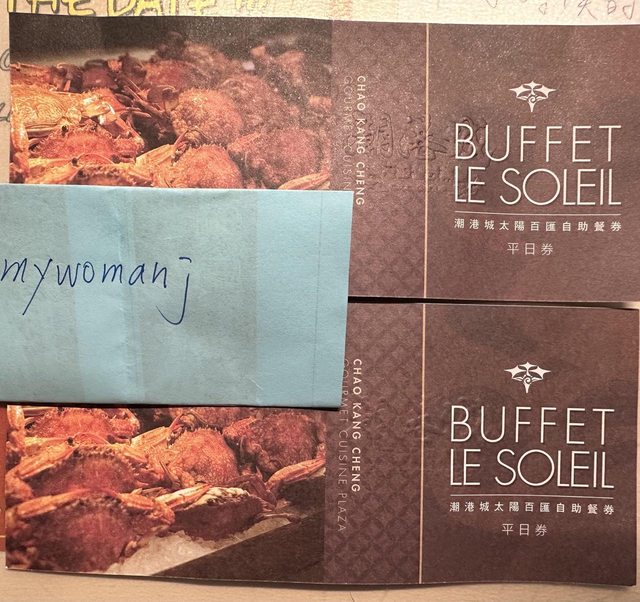 THE DATE !!!
CHAO KANG CHENG
GOURMET CUISINE
BUFFET
LE SOLEIL
潮港城太陽百匯自助餐券
平日券
mywomanj
CHAO KANG CHENG
GOURMET CUISINE PLAZA
BUFFET
LE SOLEIL
潮港城太陽百匯自助餐券
平日券